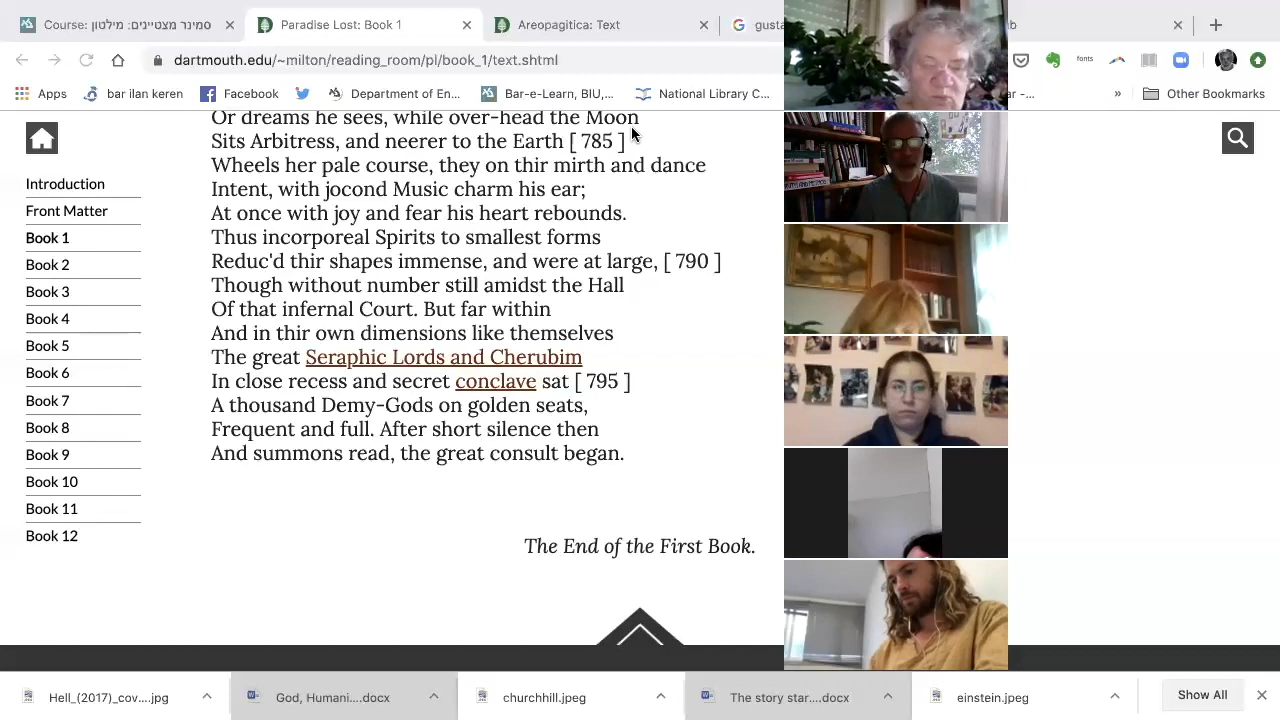 Course: סמינר מצטיינים: מילטון
Paradise Lost: Book 1
Areopagitica: Text
gusta
dartmouth.edu/~milton/reading_room/pl/book_1/text.shtml
fonts
Apps
bar ilan keren
Facebook
Department of En...
Bar-e-Learn, BIU,...
National Library C...
»
Other Bookmarks
Introduction
Front Matter
Book 1
Book 2
Book 3
Book 4
Book 5
Book 6
Book 7
Book 8
Book 9
Book 10
Book 11
Book 12
Or dreams he sees, while over-head the Moon
Sits Arbitress, and neerer to the Earth [ 785 ]
Wheels her pale course, they on thir mirth and dance
Intent, with jocond Music charm his ear;
At once with joy and fear his heart rebounds.
Thus incorporeal Spirits to smallest forms
Reduc'd thir shapes immense, and were at large, [ 790 ]
Though without number still amidst the Hall
Of that infernal Court. But far within
And in thir own dimensions like themselves
The great Seraphic Lords and Cherubim
In close recess and secret conclave sat [ 795 ]
A thousand Demy-Gods on golden seats,
Frequent and full. After short silence then
And summons read, the great consult began.
The End of the First Book.
Hell_(2017)_cov....jpg
God, Humani....docx
churchhill.jpeg
The story star....docx
einstein.jpeg
Show All